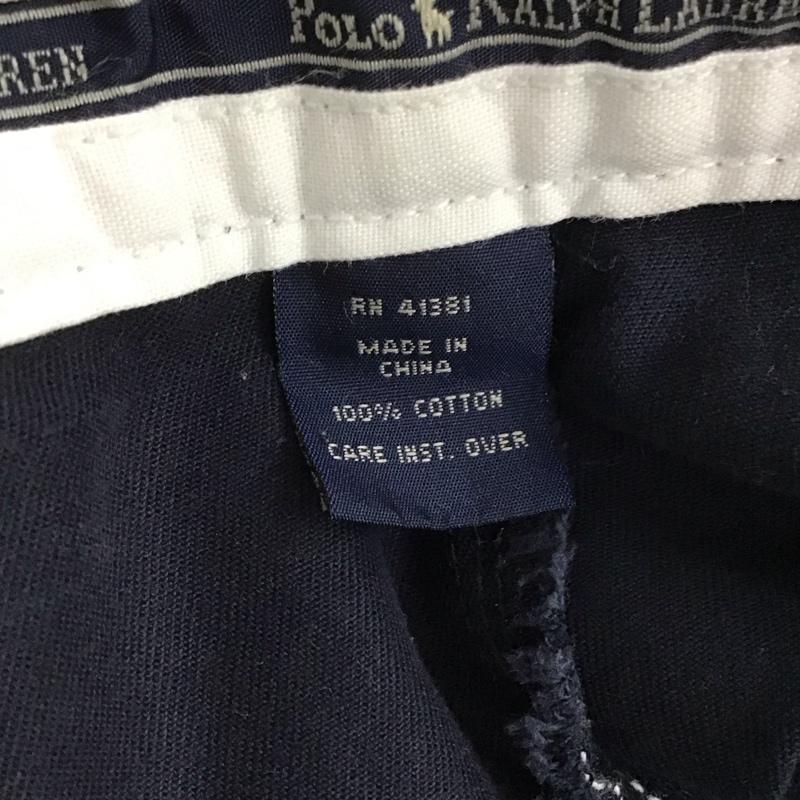 REN
POLO RALPH LAUREN
RN 41381
MADE IN
CHINA
100% COTTON
CARE INST. OVER